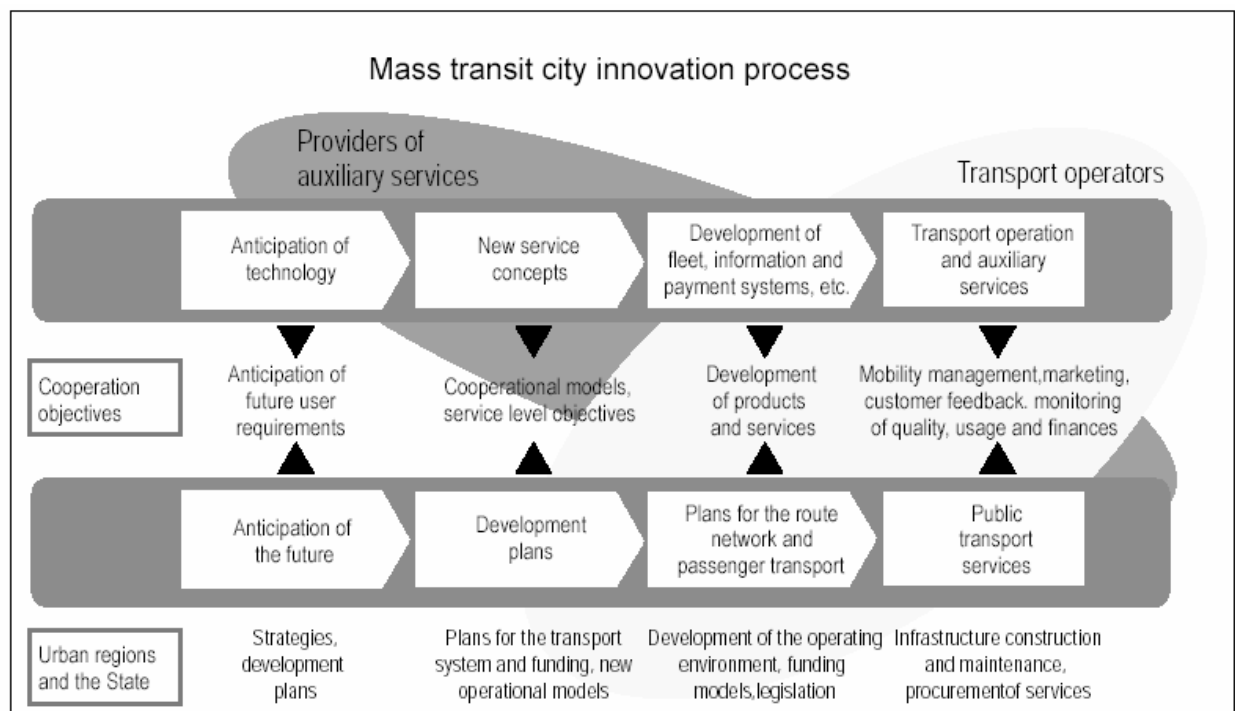 Mass transit city innovation process
Providers of
auxiliary services
Transport operators
Anticipation of
technology
New service
concepts
Development of
fleet, information and
payment systems, etc.
Transport operation
and auxiliary
services
Cooperation
objectives
Anticipation of
future user
requirements
Cooperational models,
service level objectives
Development
of products
and services
Mobility management,marketing,
customer feedback. monitoring
of quality, usage and finances
Anticipation of
the future
Development
plans
Plans for the route
network and
passenger transport
Public
transport
services
Urban regions
and the State
Strategies,
development
plans
Plans for the transport
system and funding, new
operational models
Development of the operating
environment, funding
models,legislation
Infrastructure construction
and maintenance,
procurementof services